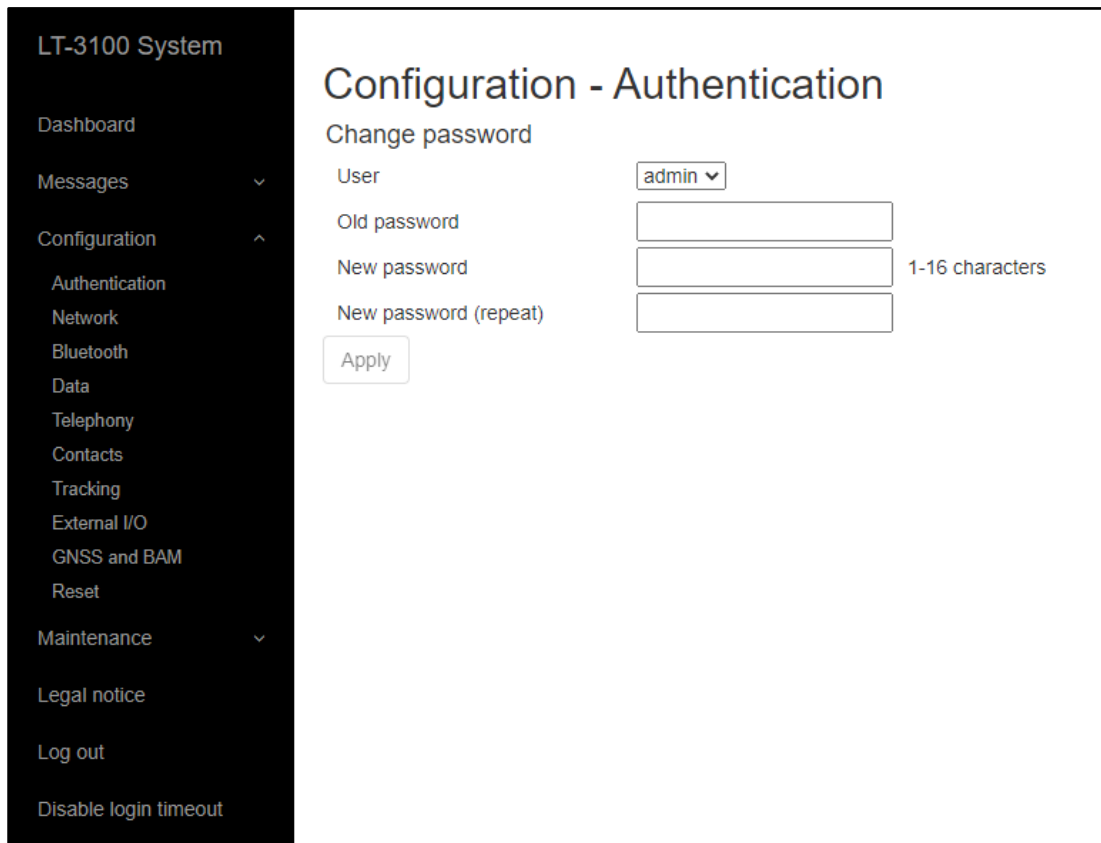 LT-3100 System
Dashboard
Messages
Configuration
Authentication
Network
Bluetooth
Data
Telephony
Contacts
Tracking
External I/O
GNSS and BAM
Reset
Maintenance
Legal notice
Log out
Disable login timeout
Configuration - Authentication
Change password
User admin
Old password
New password 1-16 characters
New password (repeat)
Apply